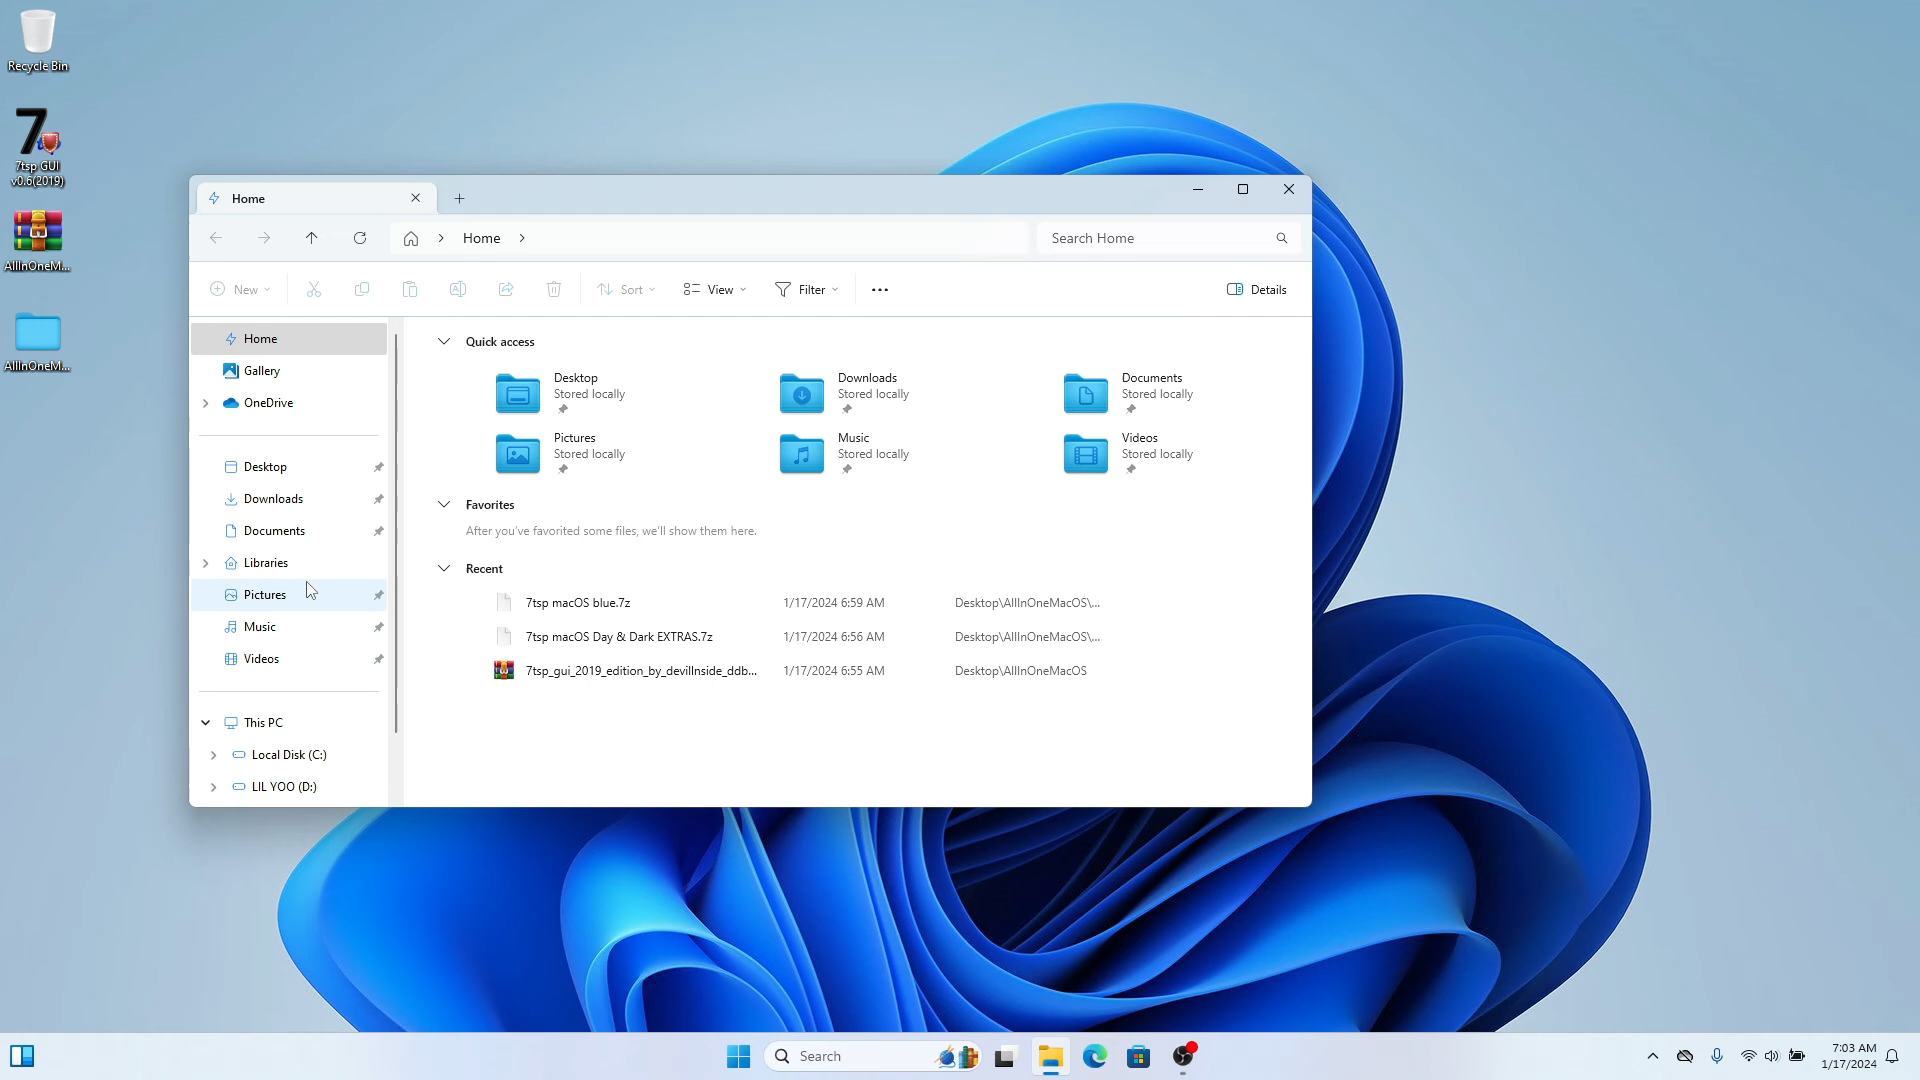 Recycle Bin
7tsp GUI
v0.6(2019)
AllInOneM...
AllInOneM...
Home
Home
Search Home
New
Sort
View
Filter
Details
Home
Gallery
OneDrive
Desktop
Downloads
Documents
Libraries
Pictures
Music
Videos
This PC
Local Disk (C:)
LIL YOO (D:)
Quick access
Desktop
Stored locally
Downloads
Stored locally
Documents
Stored locally
Pictures
Stored locally
Music
Stored locally
Videos
Stored locally
Favorites
After you've favorited some files, we'll show them here.
Recent
7tsp macOS blue.7z 1/17/2024 6:59 AM Desktop\AllInOneMacOS\...
7tsp macOS Day & Dark EXTRAS.7z 1/17/2024 6:56 AM Desktop\AllInOneMacOS\...
7tsp_gui_2019_edition_by_devillnside_ddb... 1/17/2024 6:55 AM Desktop\AllInOneMacOS
Search
7:03 AM
1/17/2024